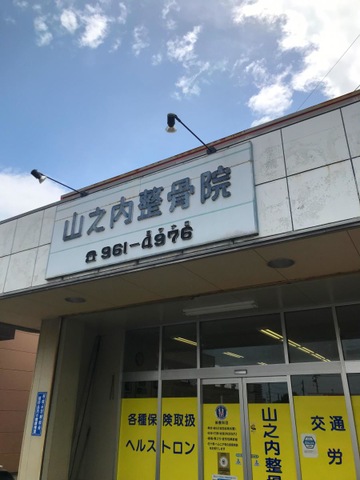 山之内整骨院
☎961-4976
各種保険取扱
ヘルストロン
山之内整骨
交通
労